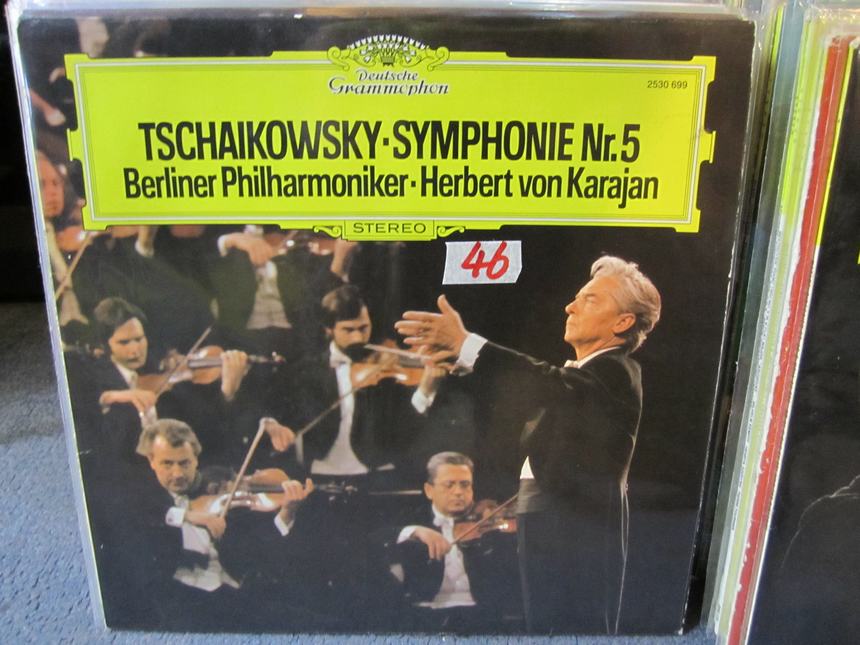 Deutsche
Grammophon
2530 699
TSCHAIKOWSKY·SYMPHONIE Nr.5
Berliner Philharmoniker·Herbert von Karajan
STEREO
46